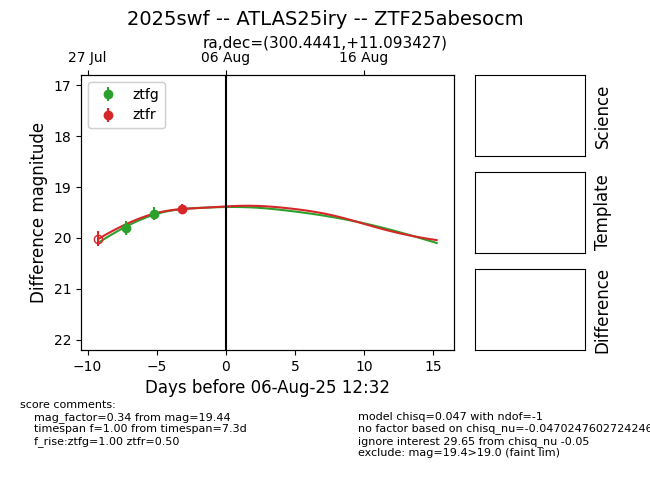 2025swf -- ATLAS25iry -- ZTF25abesocm
ra,dec=(300.4441,+11.093427)
27 Jul 06 Aug 16 Aug
ztfg
ztfr
17
18
19
20
21
22
Difference magnitude
−10 −5 0 5 10 15
Days before 06-Aug-25 12:32
Science
Template
Difference
score comments:
mag_factor=0.34 from mag=19.44
timespan f=1.00 from timespan=7.3d
f_rise:ztfg=1.00 ztfr=0.50
model chisq=0.047 with ndof=-1
no factor based on chisq_nu=-0.0470247602724246
ignore interest 29.65 from chisq_nu -0.05
exclude: mag=19.4>19.0 (faint lim)